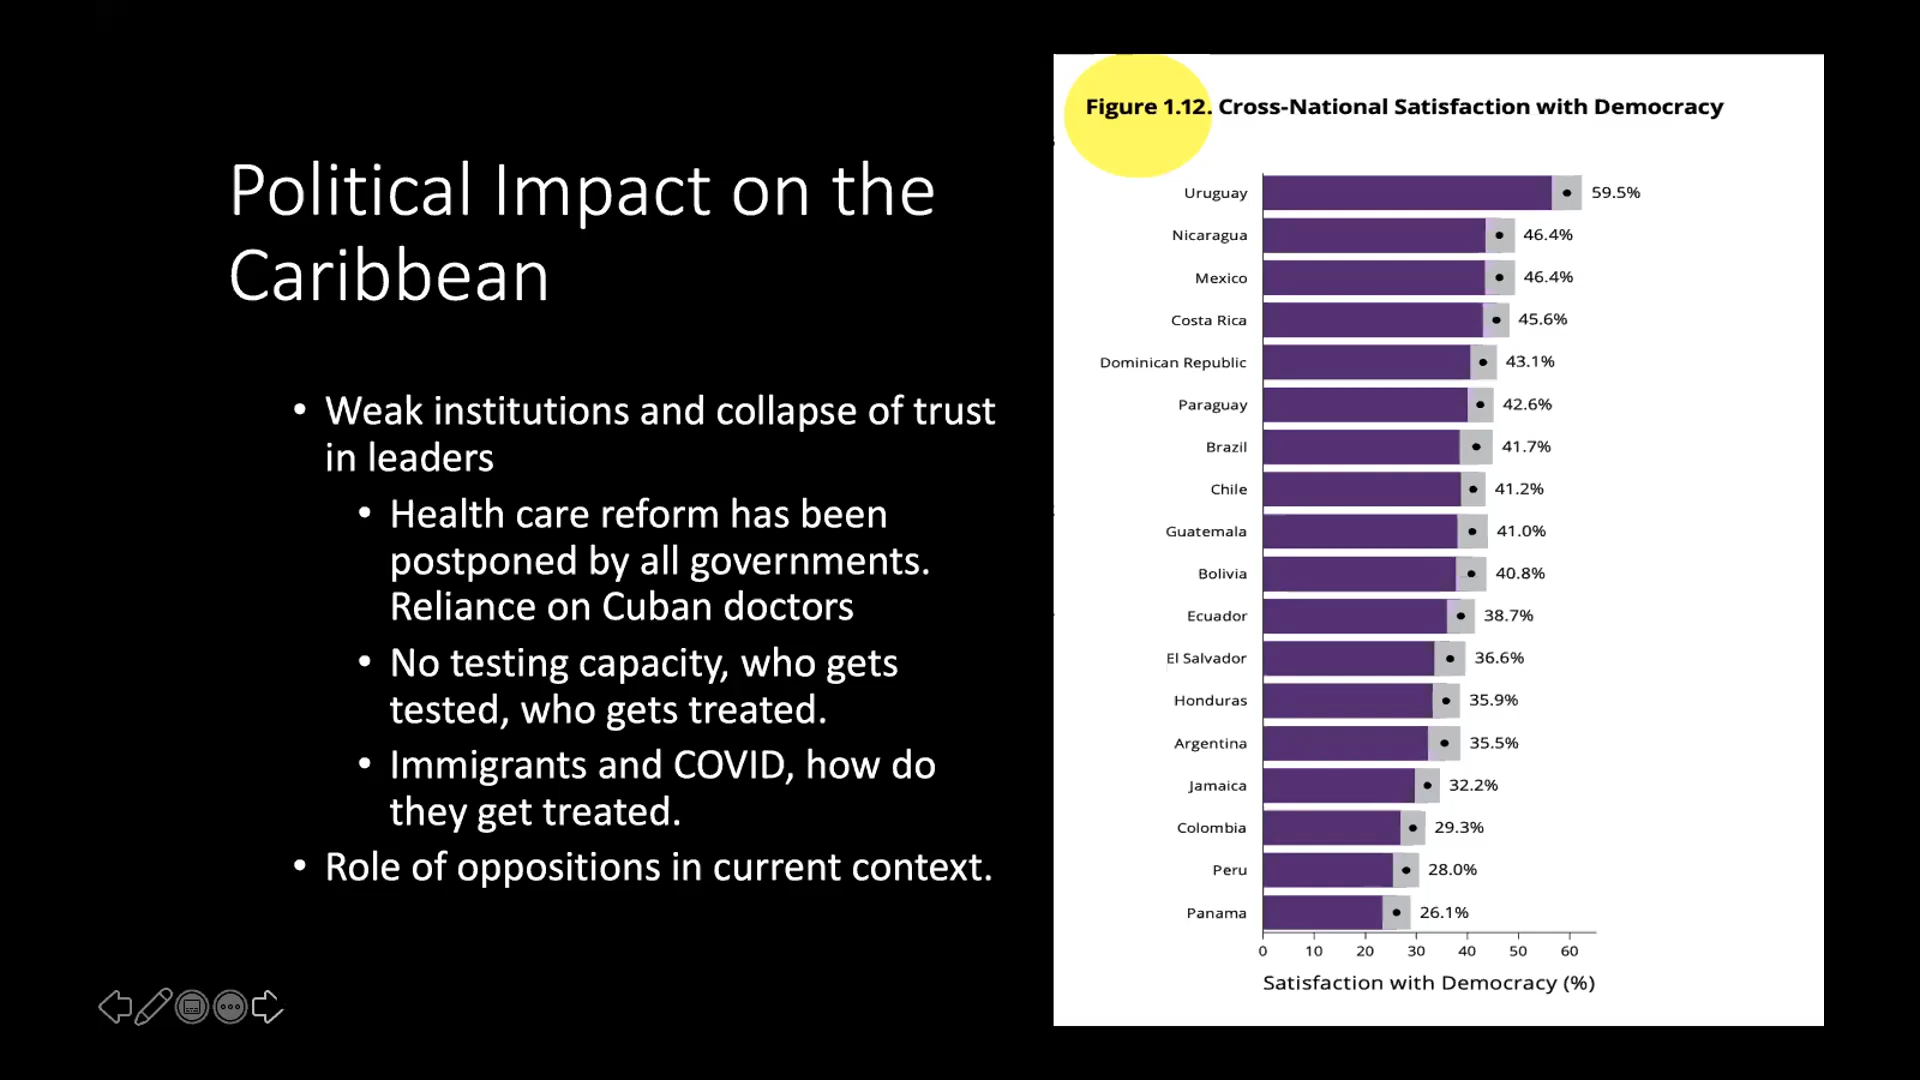 Political Impact on the
Caribbean
• Weak institutions and collapse of trust
in leaders
• Health care reform has been
postponed by all governments.
Reliance on Cuban doctors
• No testing capacity, who gets
tested, who gets treated.
• Immigrants and COVID, how do
they get treated.
• Role of oppositions in current context.
Figure 1.12. Cross-National Satisfaction with Democracy
Uruguay 59.5%
Nicaragua 46.4%
Mexico 46.4%
Costa Rica 45.6%
Dominican Republic 43.1%
Paraguay 42.6%
Brazil 41.7%
Chile 41.2%
Guatemala 41.0%
Bolivia 40.8%
Ecuador 38.7%
El Salvador 36.6%
Honduras 35.9%
Argentina 35.5%
Jamaica 32.2%
Colombia 29.3%
Peru 28.0%
Panama 26.1%
0 10 20 30 40 50 60
Satisfaction with Democracy (%)